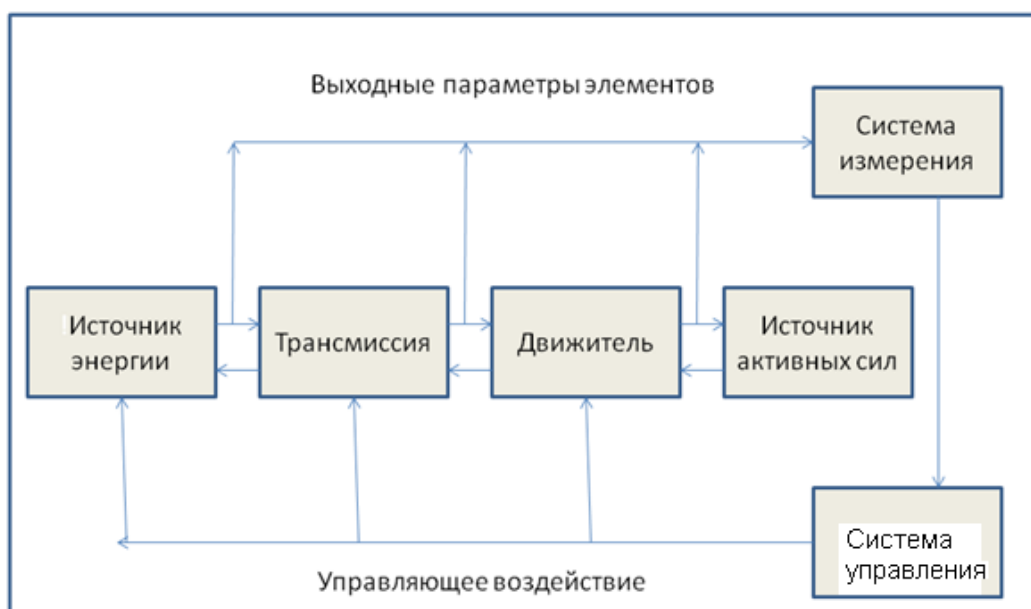 Выходные параметры элементов
Система
измерения
Источник
энергии
Трансмиссия
Движитель
Источник
активных сил
Система
управления
Управляющее воздействие